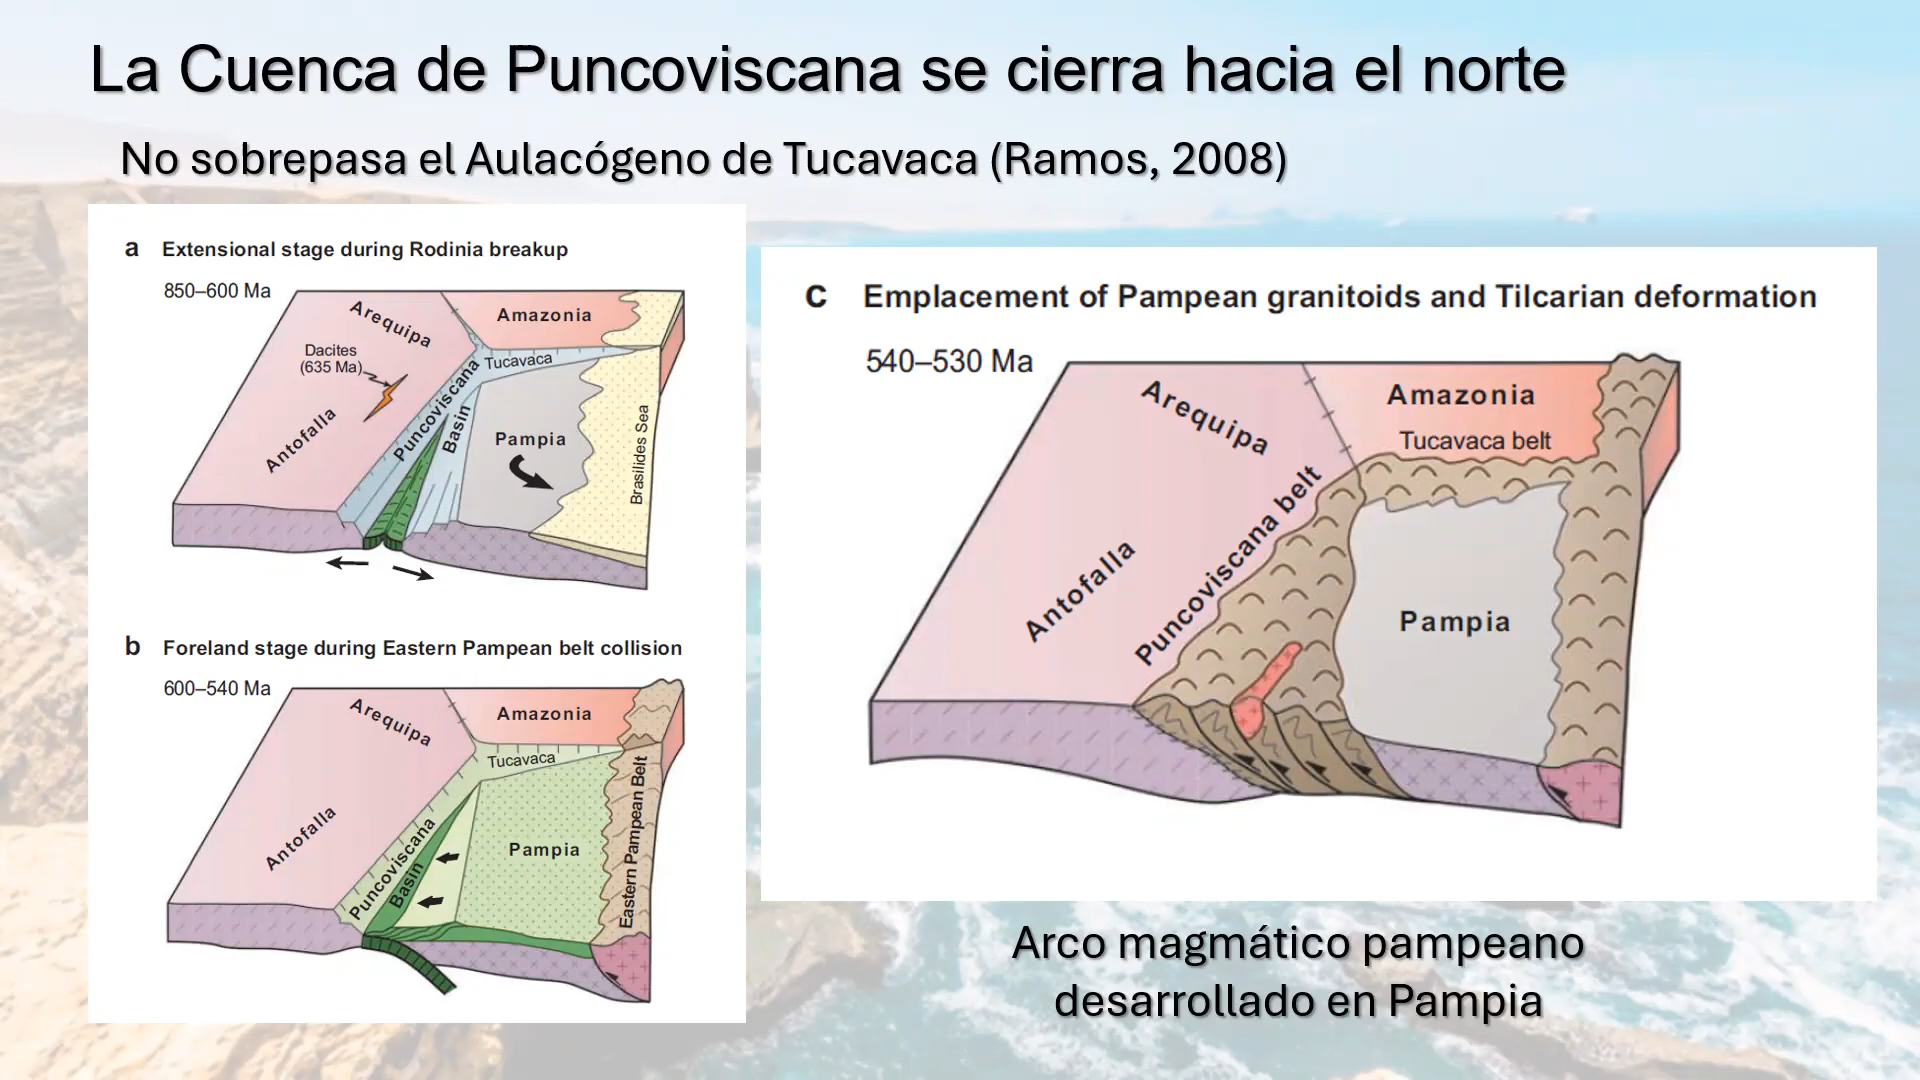 La Cuenca de Puncoviscana se cierra hacia el norte
No sobrepasa el Aulacógeno de Tucavaca (Ramos, 2008)
a Extensional stage during Rodinia breakup
850–600 Ma
Arequipa
Amazonia
Dacites
(635 Ma)
Tucavaca
Puncoviscana
Basin
Antofalla
Pampia
Brasilides Sea
b Foreland stage during Eastern Pampean belt collision
600–540 Ma
Arequipa
Amazonia
Tucavaca
Antofalla
Puncoviscana
Basin
Pampia
Eastern Pampean Belt
c Emplacement of Pampean granitoids and Tilcarian deformation
540–530 Ma
Arequipa
Amazonia
Tucavaca belt
Puncoviscana belt
Antofalla
Pampia
Arco magmático pampeano
desarrollado en Pampia